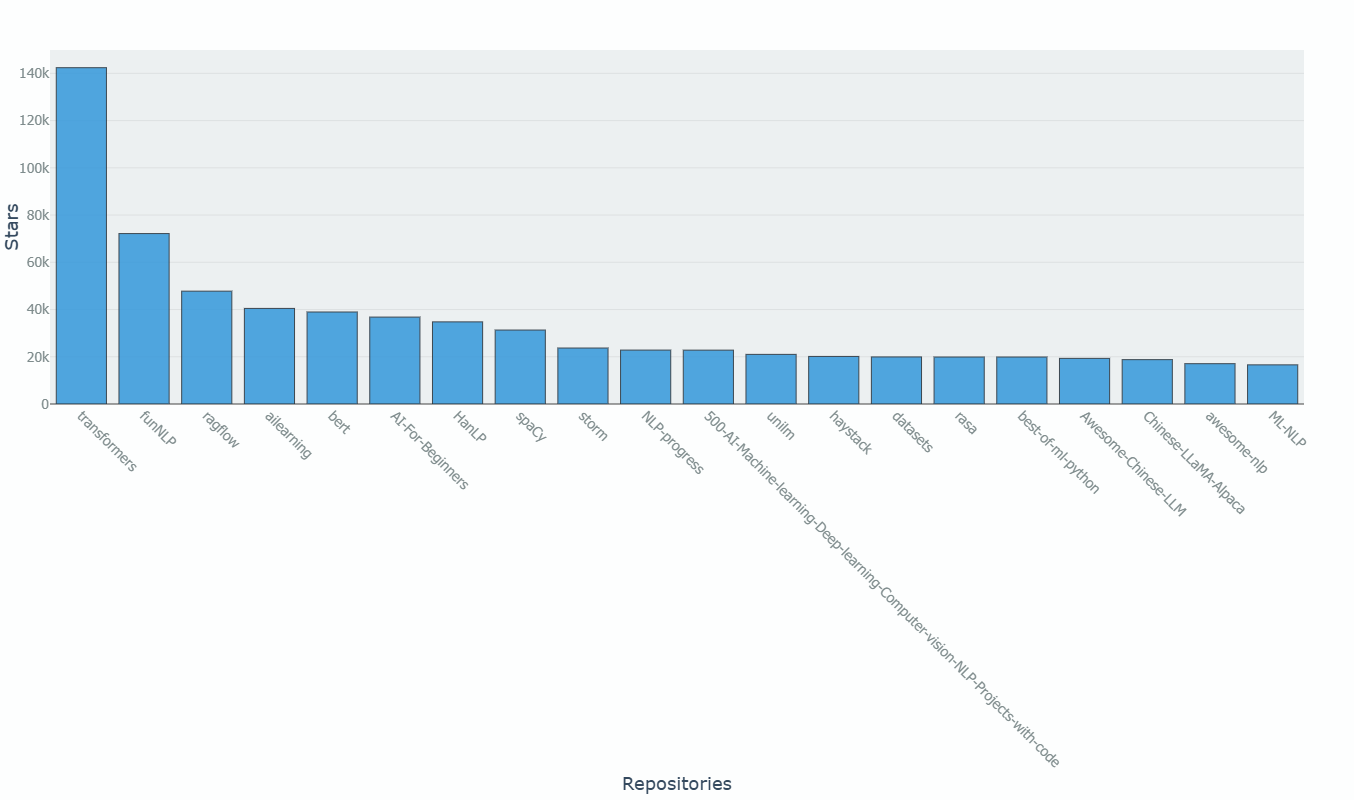 Stars
140k
120k
100k
80k
60k
40k
20k
0
transformers
funNLP
ragflow
ailearning
bert
AI-For-Beginners
HanLP
spaCy
storm
NLP-progress
500-AI-Machine-learning-Deep-learning-Computer-vision-NLP-Projects-with-code
unilm
haystack
datasets
rasa
best-of-ml-python
Awesome-Chinese-LLM
Chinese-LLaMA-Alpaca
awesome-nlp
ML-NLP
Repositories